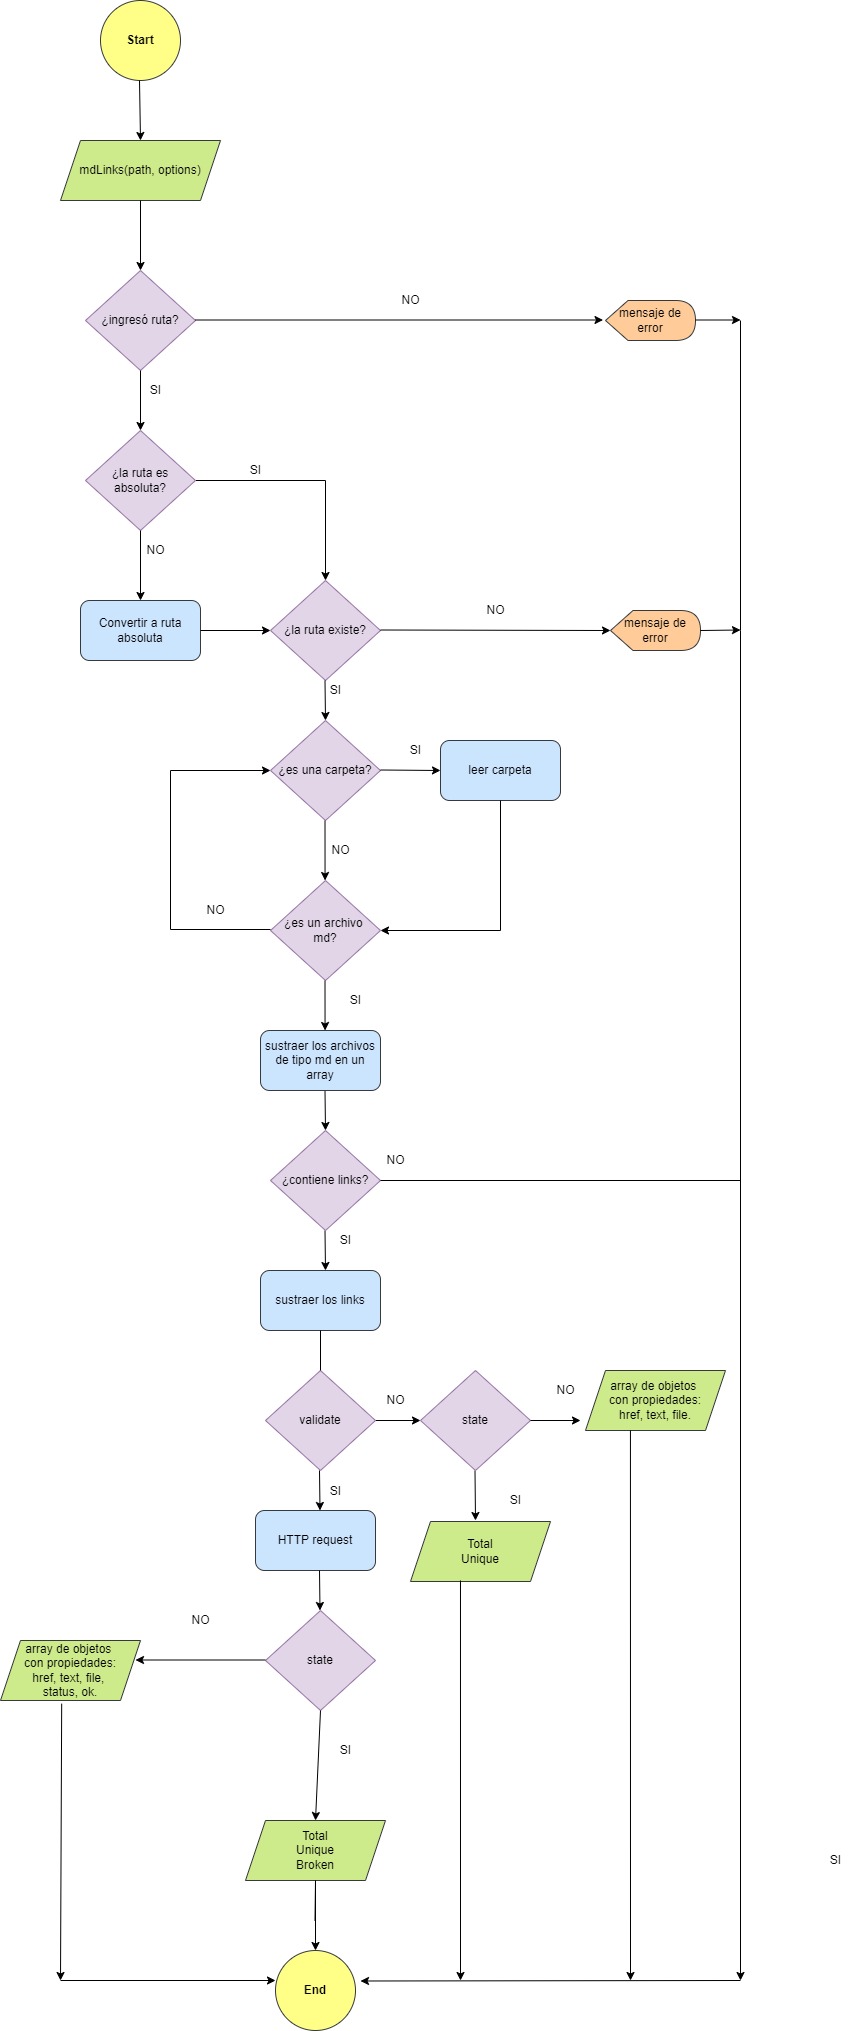 Start
mdLinks(path, options)
NO
¿ingresó ruta?
mensaje de
error
SI
¿la ruta es
absoluta?
SI
NO
Convertir a ruta
absoluta
¿la ruta existe?
NO
mensaje de
error
SI
¿es una carpeta?
SI
leer carpeta
NO
NO
¿es un archivo
md?
SI
sustraer los archivos
de tipo md en un
array
¿contiene links?
NO
SI
sustraer los links
validate
NO
state
NO
array de objetos
con propiedades:
href, text, file.
SI
SI
HTTP request
Total
Unique
NO
array de objetos
con propiedades:
href, text, file,
status, ok.
state
SI
Total
Unique
Broken
SI
End